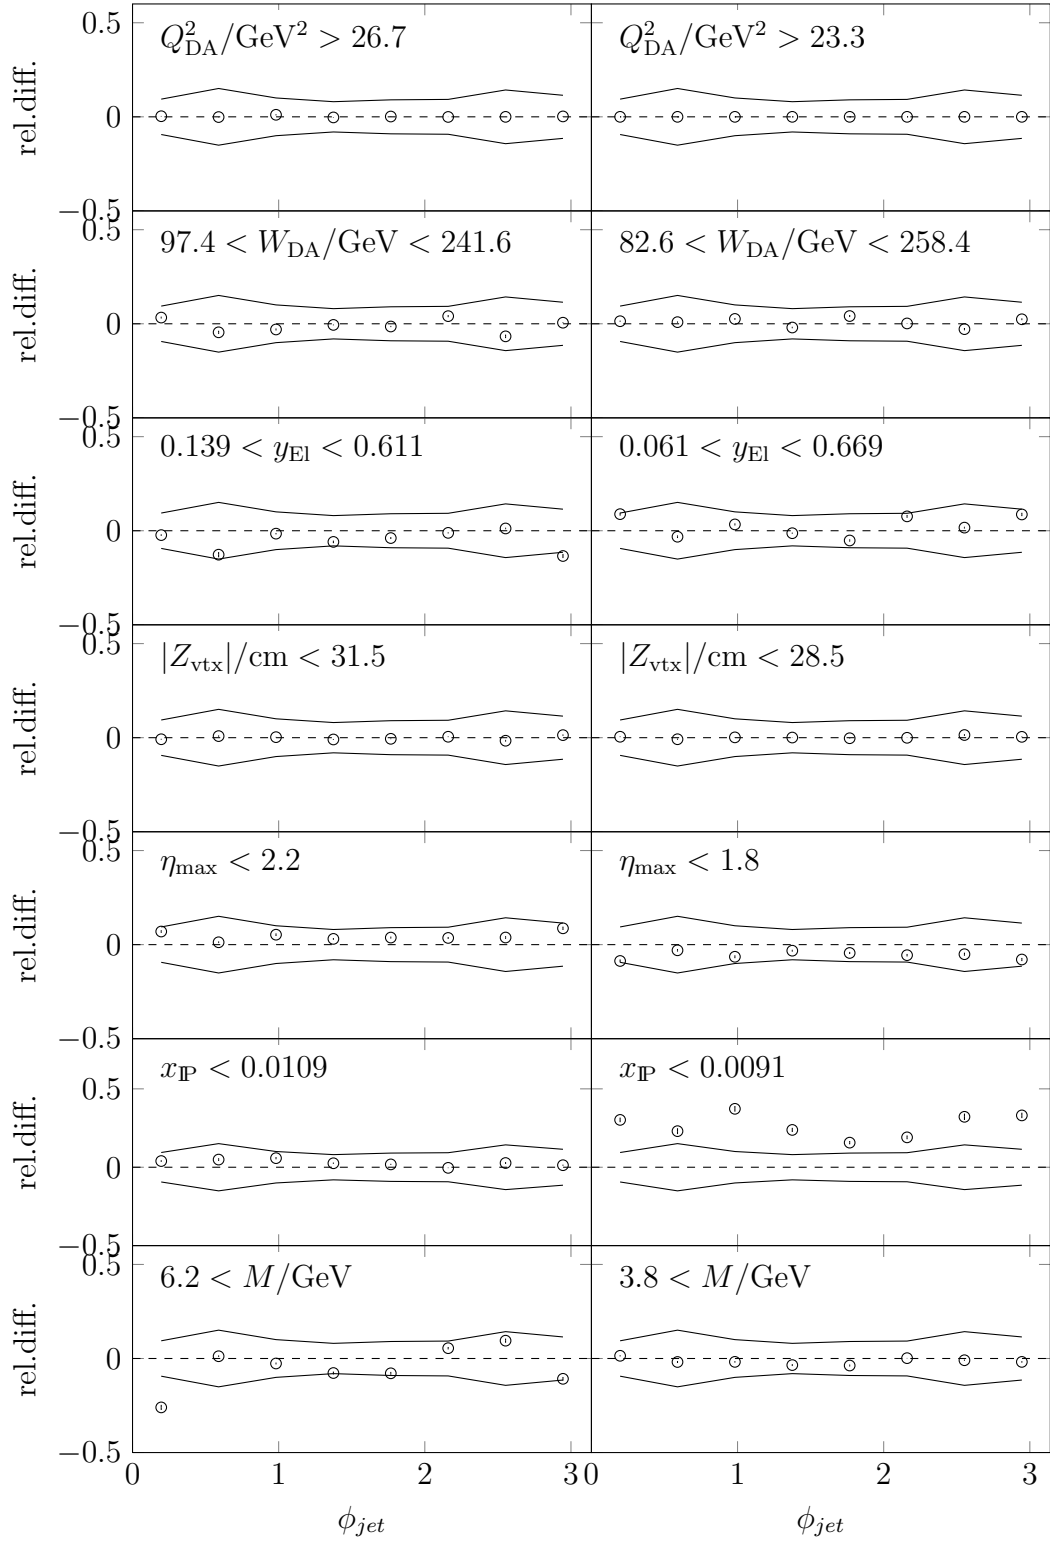 0.5
Q²_DA/GeV² > 26.7
Q²_DA/GeV² > 23.3
rel.diff.
0
−0.5
0.5
97.4 < W_DA/GeV < 241.6
82.6 < W_DA/GeV < 258.4
rel.diff.
0
−0.5
0.5
0.139 < y_El < 0.611
0.061 < y_El < 0.669
rel.diff.
0
−0.5
0.5
|Z_vtx|/cm < 31.5
|Z_vtx|/cm < 28.5
rel.diff.
0
−0.5
0.5
η_max < 2.2
η_max < 1.8
rel.diff.
0
−0.5
x_ℙ < 0.0109
x_ℙ < 0.0091
0.5
rel.diff.
0
−0.5
0.5
6.2 < M/GeV
3.8 < M/GeV
rel.diff.
0
−0.5
0 1 2 3 0 1 2 3
ϕ_jet ϕ_jet